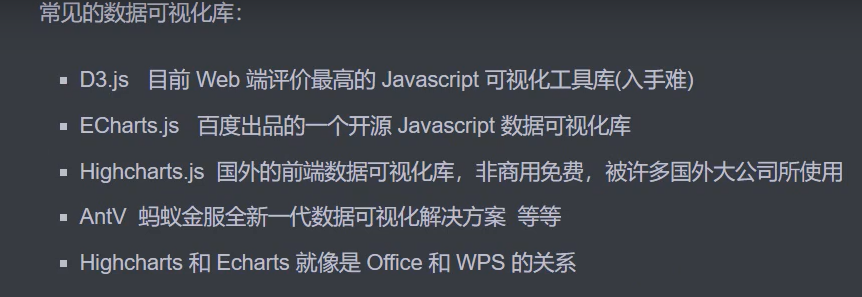 常见的数据可视化库：
D3.js 目前 Web 端评价最高的 Javascript 可视化工具库(入手难)
ECharts.js 百度出品的一个开源 Javascript 数据可视化库
Highcharts.js 国外的前端数据可视化库，非商用免费，被许多国外大公司所使用
AntV 蚂蚁金服全新一代数据可视化解决方案 等等
Highcharts 和 Echarts 就像是 Office 和 WPS 的关系